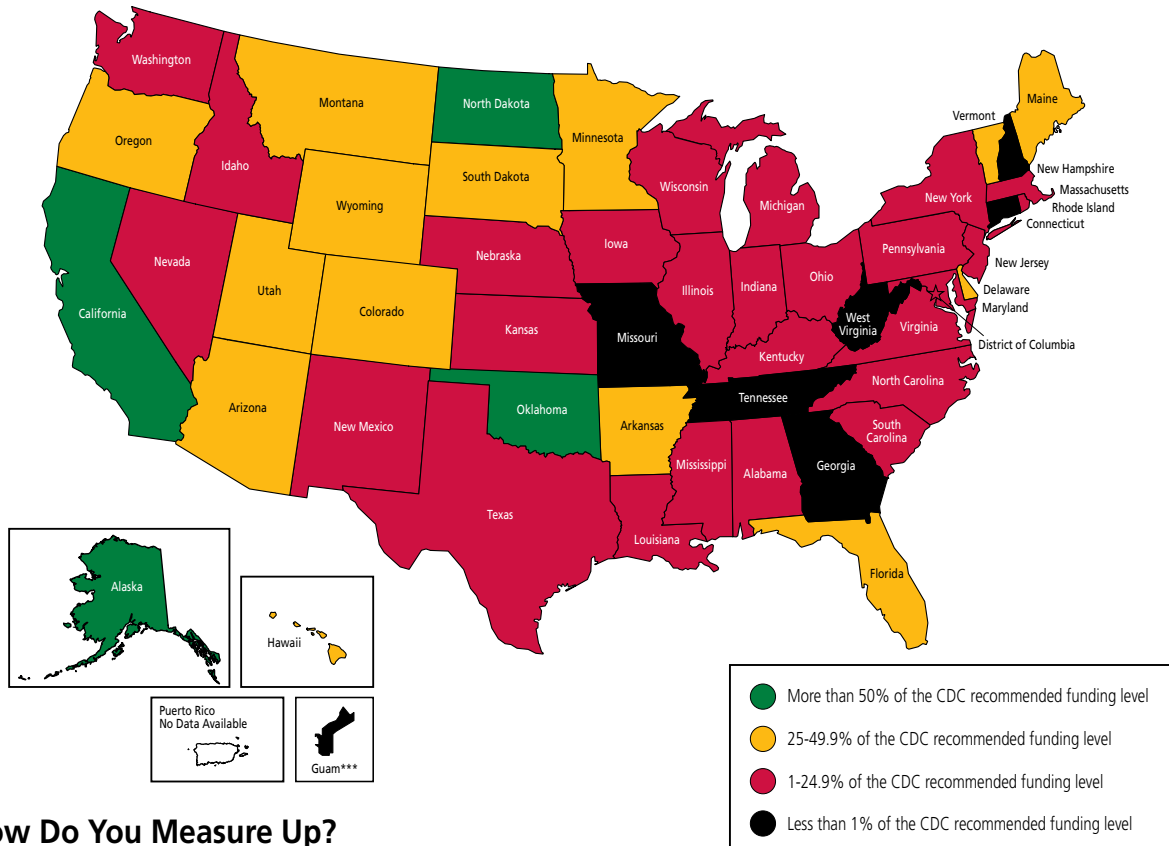 Washington
Montana
North Dakota
Minnesota
Vermont
Maine
Oregon
Idaho
Wyoming
South Dakota
Wisconsin
Michigan
New York
New Hampshire
Massachusetts
Rhode Island
Connecticut
Nevada
Utah
Colorado
Nebraska
Iowa
Illinois
Indiana
Ohio
Pennsylvania
New Jersey
Delaware
Maryland
California
Kansas
Missouri
West
Virginia
Virginia
District of Columbia
Kentucky
Arizona
New Mexico
Oklahoma
Arkansas
Tennessee
North Carolina
South
Carolina
Texas
Louisiana
Mississippi
Alabama
Georgia
Florida
Alaska
Hawaii
Puerto Rico
No Data Available
Guam***
More than 50% of the CDC recommended funding level
25-49.9% of the CDC recommended funding level
1-24.9% of the CDC recommended funding level
Less than 1% of the CDC recommended funding level
ow Do You Measure Up?